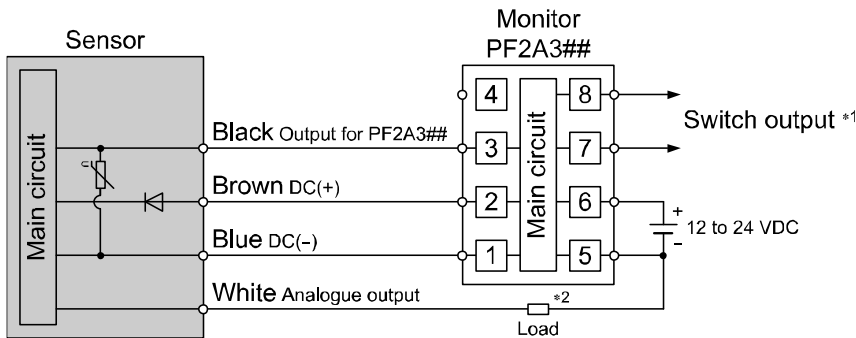 Monitor
PF2A3##
Sensor
Main circuit
n
Black Output for PF2A3##
Brown DC(+)
Blue DC(−)
White Analogue output
4
3
2
1
Main circuit
8
7
6
5
Switch output *1
+
−
12 to 24 VDC
*2
Load